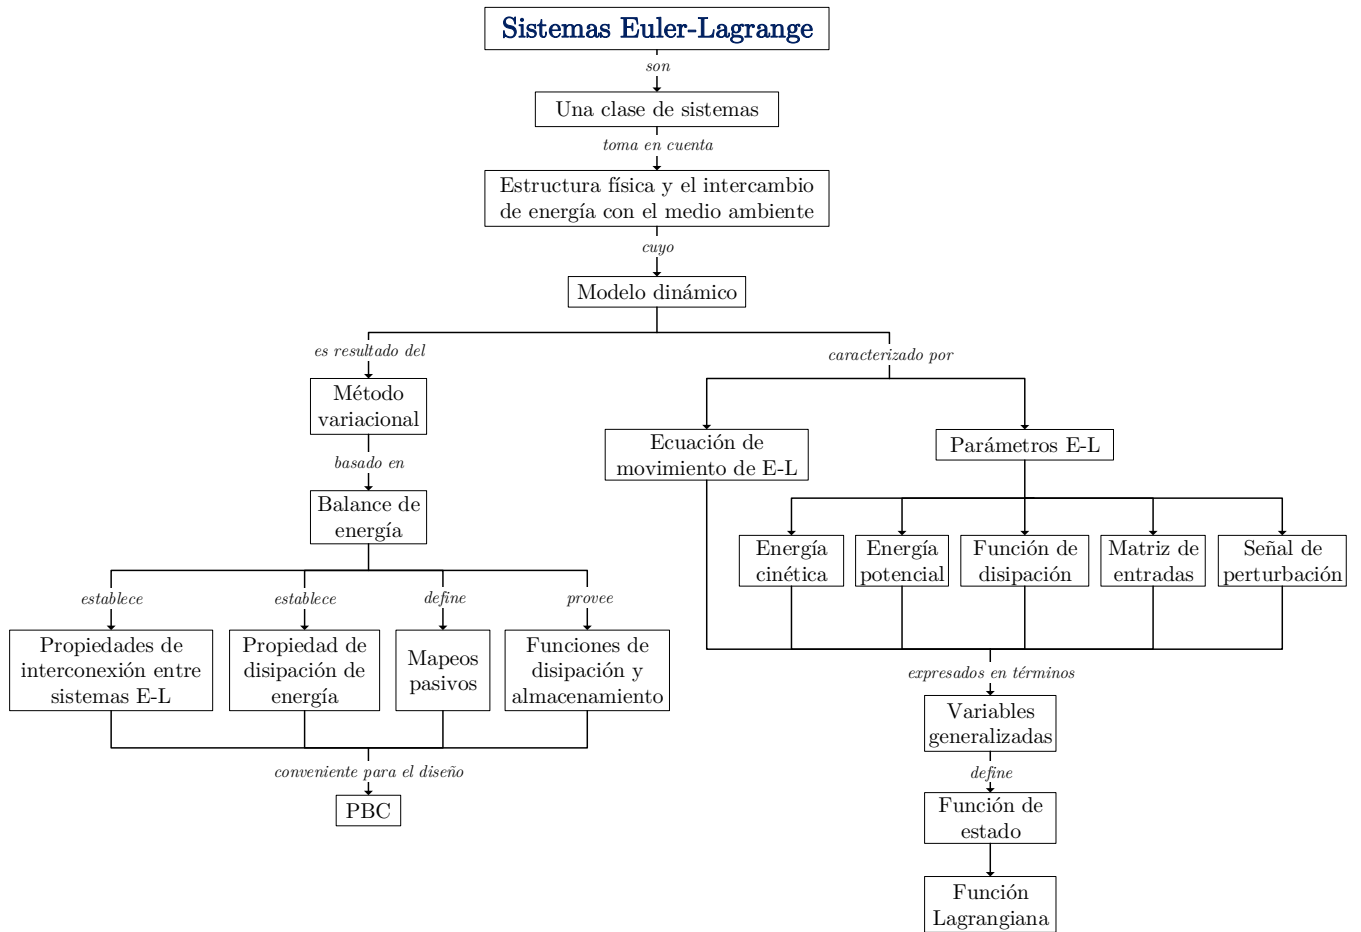 Sistemas Euler-Lagrange
son
Una clase de sistemas
toma en cuenta
Estructura física y el intercambio
de energía con el medio ambiente
cuyo
Modelo dinámico
es resultado del
caracterizado por
Método
variacional
Ecuación de
movimiento de E-L
Parámetros E-L
basado en
Balance de
energía
Energía
cinética
Energía
potencial
Función de
disipación
Matriz de
entradas
Señal de
perturbación
establece
establece
define
provee
Propiedades de
interconexión entre
sistemas E-L
Propiedad de
disipación de
energía
Mapeos
pasivos
Funciones de
disipación y
almacenamiento
expresados en términos
Variables
generalizadas
conveniente para el diseño
define
PBC
Función de
estado
Función
Lagrangiana